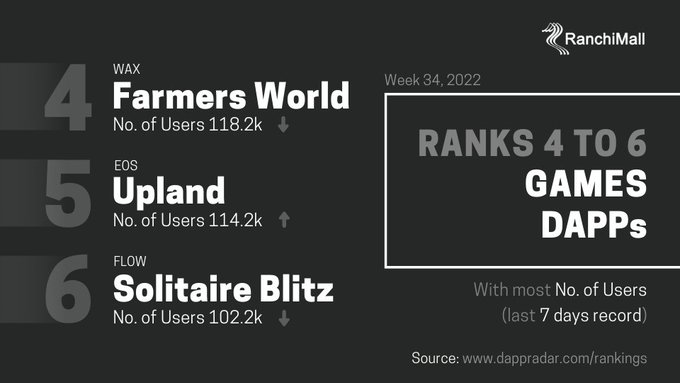 RanchiMall
4
WAX
Farmers World
No. of Users 118.2k
5
EOS
Upland
No. of Users 114.2k
6
FLOW
Solitaire Blitz
No. of Users 102.2k
Week 34, 2022
RANKS 4 TO 6
GAMES
DAPPs
With most No. of Users
(last 7 days record)
Source: www.dappradar.com/rankings